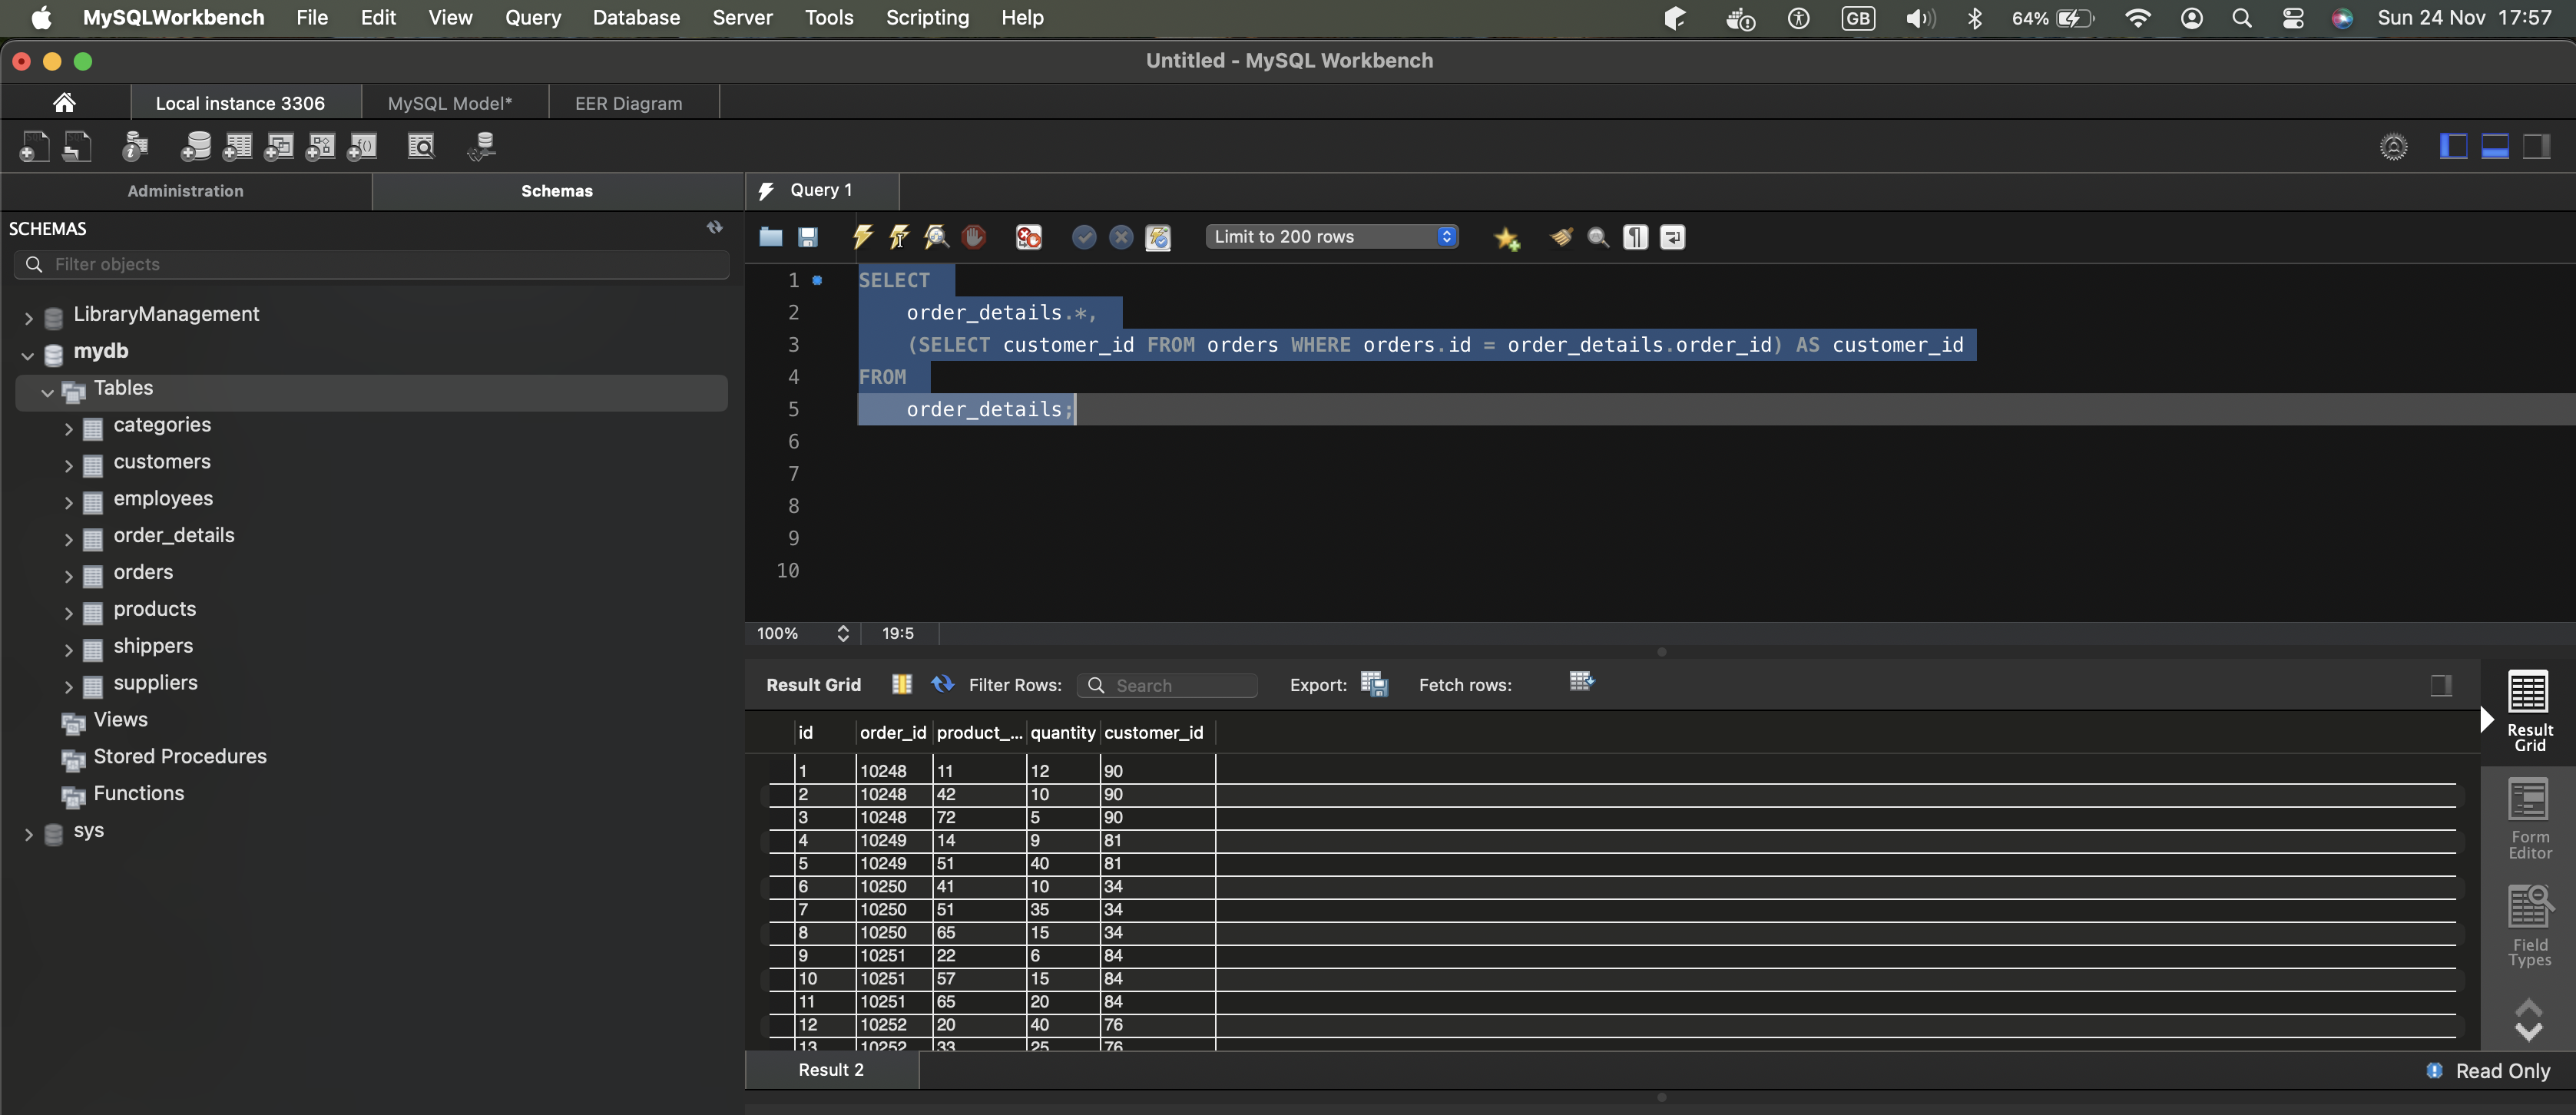 MySQLWorkbench File Edit View Query Database Server Tools Scripting Help GB 64% Sun 24 Nov 17:57
Untitled - MySQL Workbench
Local instance 3306 MySQL Model* EER Diagram
Administration Schemas Query 1
SCHEMAS
Filter objects
LibraryManagement
mydb
Tables
categories
customers
employees
order_details
orders
products
shippers
suppliers
Views
Stored Procedures
Functions
sys
Limit to 200 rows
1 SELECT
2 order_details.*,
3 (SELECT customer_id FROM orders WHERE orders.id = order_details.order_id) AS customer_id
4 FROM
5 order_details;
6
7
8
9
10
100% 19:5
Result Grid Filter Rows: Search Export: Fetch rows:
id order_id product_... quantity customer_id
1 10248 11 12 90
2 10248 42 10 90
3 10248 72 5 90
4 10249 14 9 81
5 10249 51 40 81
6 10250 41 10 34
7 10250 51 35 34
8 10250 65 15 34
9 10251 22 6 84
10 10251 57 15 84
11 10251 65 20 84
12 10252 20 40 76
13 10252 33 25 76
Result
Grid
Form
Editor
Field
Types
Result 2 Read Only